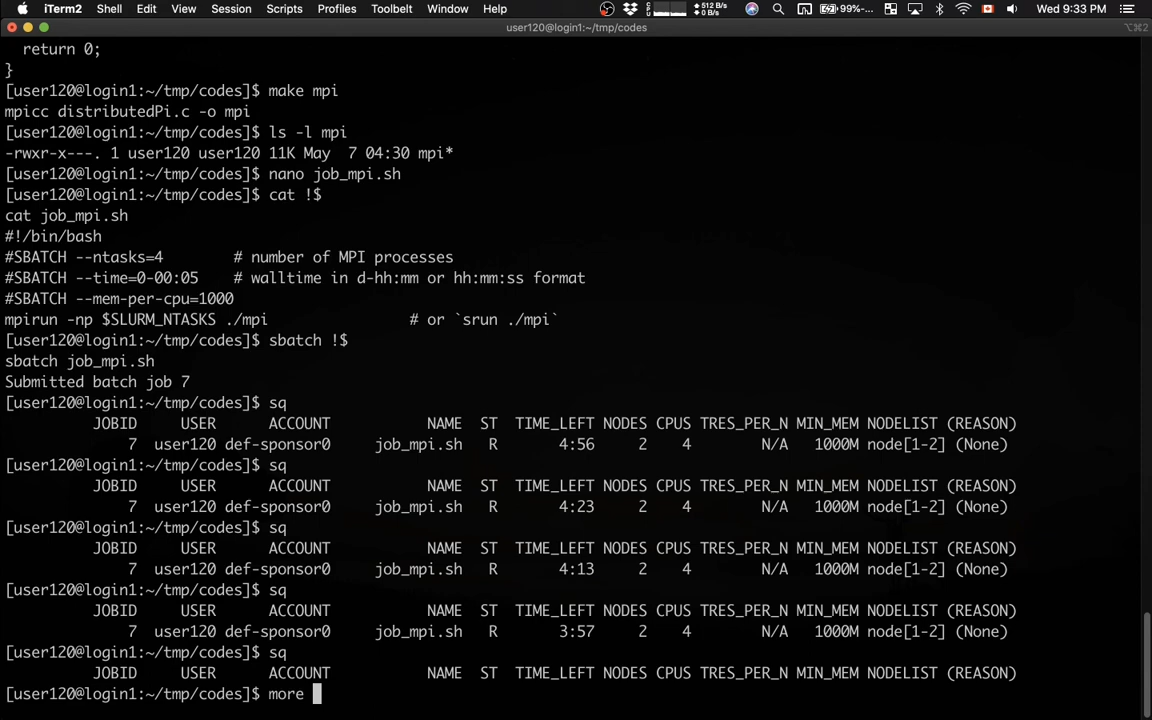 iTerm2 Shell Edit View Session Scripts Profiles Toolbelt Window Help 512 B/s 0 B/s 99% Wed 9:33 PM
user120@login1:~/tmp/codes ⌥⌘2
return 0;
}
[user120@login1:~/tmp/codes]$ make mpi
mpicc distributedPi.c -o mpi
[user120@login1:~/tmp/codes]$ ls -l mpi
-rwxr-x---. 1 user120 user120 11K May  7 04:30 mpi*
[user120@login1:~/tmp/codes]$ nano job_mpi.sh
[user120@login1:~/tmp/codes]$ cat !$
cat job_mpi.sh
#!/bin/bash
#SBATCH --ntasks=4        # number of MPI processes
#SBATCH --time=0-00:05    # walltime in d-hh:mm or hh:mm:ss format
#SBATCH --mem-per-cpu=1000
mpirun -np $SLURM_NTASKS ./mpi                # or `srun ./mpi`
[user120@login1:~/tmp/codes]$ sbatch !$
sbatch job_mpi.sh
Submitted batch job 7
[user120@login1:~/tmp/codes]$ sq
JOBID USER ACCOUNT NAME ST TIME_LEFT NODES CPUS TRES_PER_N MIN_MEM NODELIST (REASON)
7 user120 def-sponsor0 job_mpi.sh R 4:56 2 4 N/A 1000M node[1-2] (None)
[user120@login1:~/tmp/codes]$ sq
JOBID USER ACCOUNT NAME ST TIME_LEFT NODES CPUS TRES_PER_N MIN_MEM NODELIST (REASON)
7 user120 def-sponsor0 job_mpi.sh R 4:23 2 4 N/A 1000M node[1-2] (None)
[user120@login1:~/tmp/codes]$ sq
JOBID USER ACCOUNT NAME ST TIME_LEFT NODES CPUS TRES_PER_N MIN_MEM NODELIST (REASON)
7 user120 def-sponsor0 job_mpi.sh R 4:13 2 4 N/A 1000M node[1-2] (None)
[user120@login1:~/tmp/codes]$ sq
JOBID USER ACCOUNT NAME ST TIME_LEFT NODES CPUS TRES_PER_N MIN_MEM NODELIST (REASON)
7 user120 def-sponsor0 job_mpi.sh R 3:57 2 4 N/A 1000M node[1-2] (None)
[user120@login1:~/tmp/codes]$ sq
JOBID USER ACCOUNT NAME ST TIME_LEFT NODES CPUS TRES_PER_N MIN_MEM NODELIST (REASON)
[user120@login1:~/tmp/codes]$ more